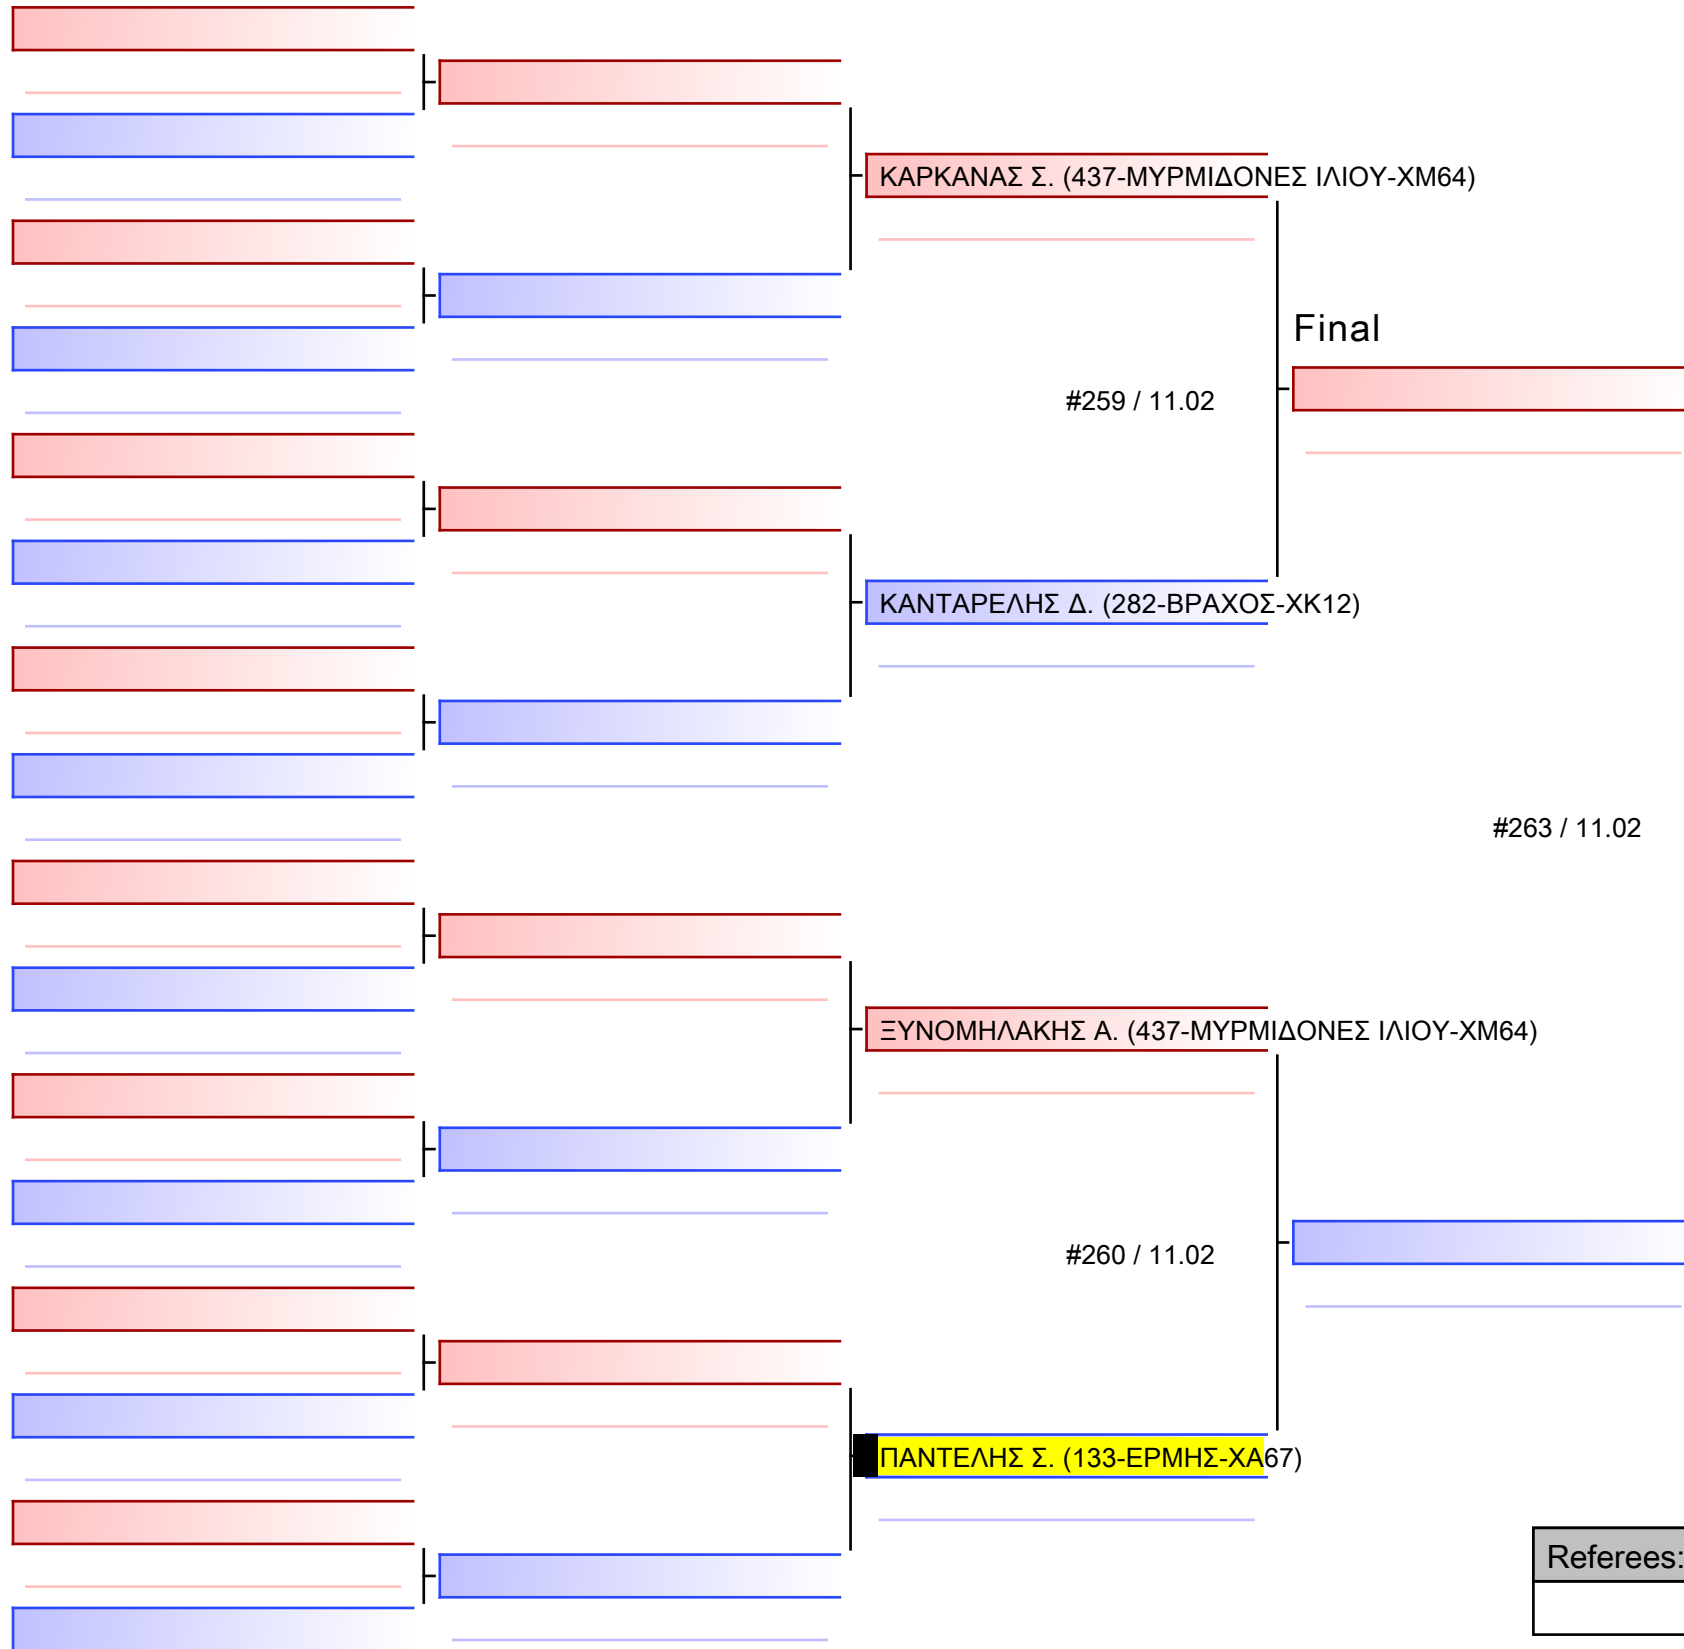 ΚΑΡΚΑΝΑΣ Σ. (437-ΜΥΡΜΙΔΟΝΕΣ ΙΛΙΟΥ-ΧΜ64)
Final
#259 / 11.02
ΚΑΝΤΑΡΕΛΗΣ Δ. (282-ΒΡΑΧΟΣ-ΧΚ12)
#263 / 11.02
ΞΥΝΟΜΗΛΑΚΗΣ Α. (437-ΜΥΡΜΙΔΟΝΕΣ ΙΛΙΟΥ-ΧΜ64)
#260 / 11.02
ΠΑΝΤΕΛΗΣ Σ. (133-ΕΡΜΗΣ-ΧΑ67)
Referees: